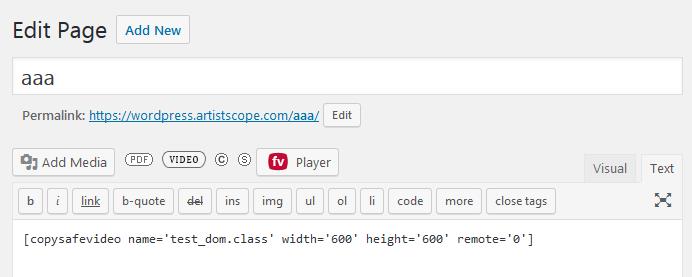 Edit Page Add New
aaa
Permalink: https://wordpress.artistscope.com/aaa/ Edit
Add Media PDF VIDEO C S fv Player Visual Text
b i link b-quote del ins img ul ol li code more close tags
[copysafevideo name='test_dom.class' width='600' height='600' remote='0']